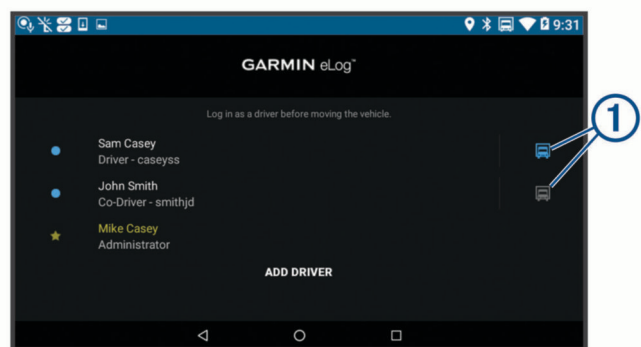 9:31
GARMIN eLog™
Log in as a driver before moving the vehicle.
Sam Casey
Driver - caseyss
John Smith
Co-Driver - smithjd
Mike Casey
Administrator
ADD DRIVER
1